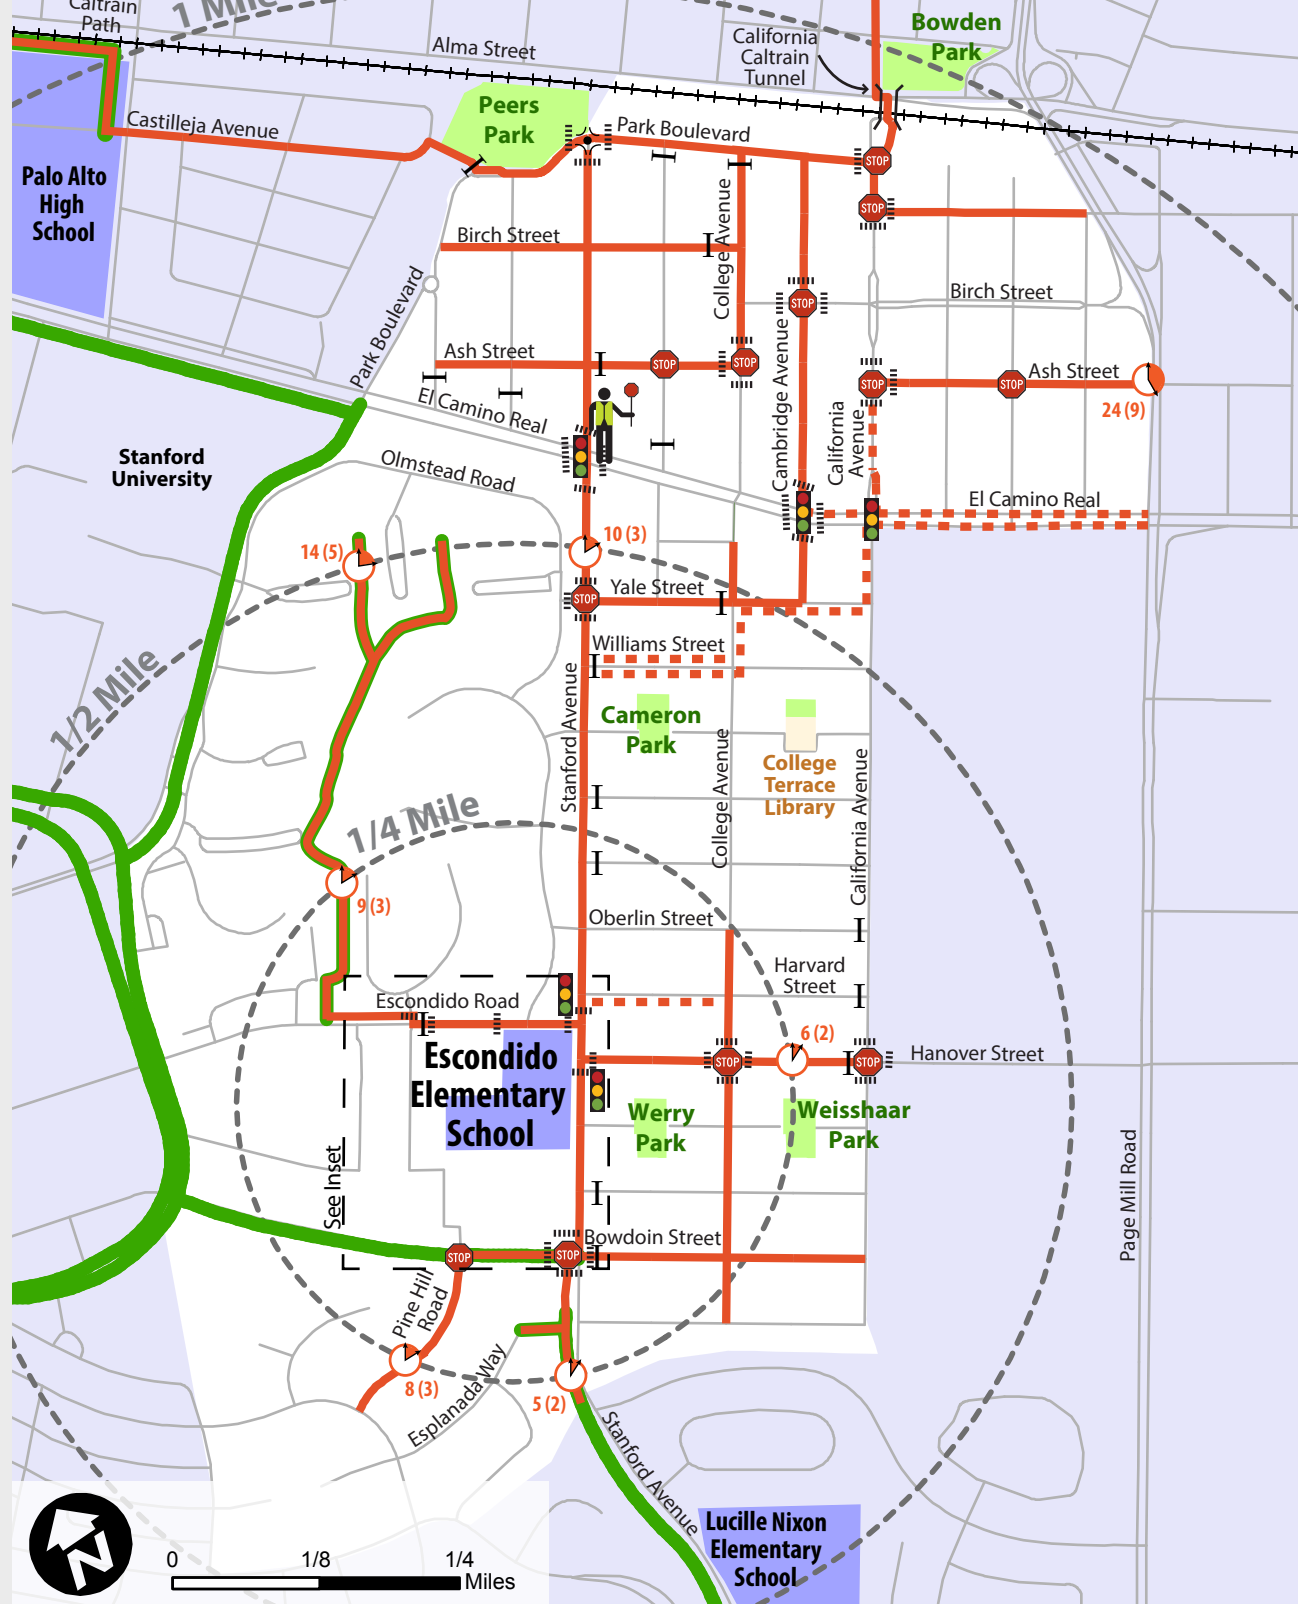 Caltrain
Path
1 Mile
Alma Street
California
Caltrain
Tunnel
Bowden
Park
Peers
Park
Park Boulevard
Castilleja Avenue
STOP
Palo Alto
High
School
STOP
College Avenue
Birch Street
Birch Street
STOP
Park Boulevard
Ash Street
STOP
STOP
Cambridge Avenue
STOP
STOP
Ash Street
24 (9)
El Camino Real
California
Avenue
Stanford
University
Olmstead Road
El Camino Real
14 (5)
10 (3)
Yale Street
STOP
1/2 Mile
Williams Street
Stanford Avenue
Cameron
Park
College Avenue
College
Terrace
Library
California Avenue
1/4 Mile
9 (3)
Oberlin Street
Harvard
Street
Escondido Road
6 (2)
STOP
STOP
Hanover Street
Escondido
Elementary
School
Werry
Park
Weisshaar
Park
See Inset
Page Mill Road
STOP
STOP
Bowdoin Street
Pine Hill
Road
8 (3)
Esplanada Way
5 (2)
Stanford Avenue
Lucille Nixon
Elementary
School
N
0 1/8 1/4
Miles